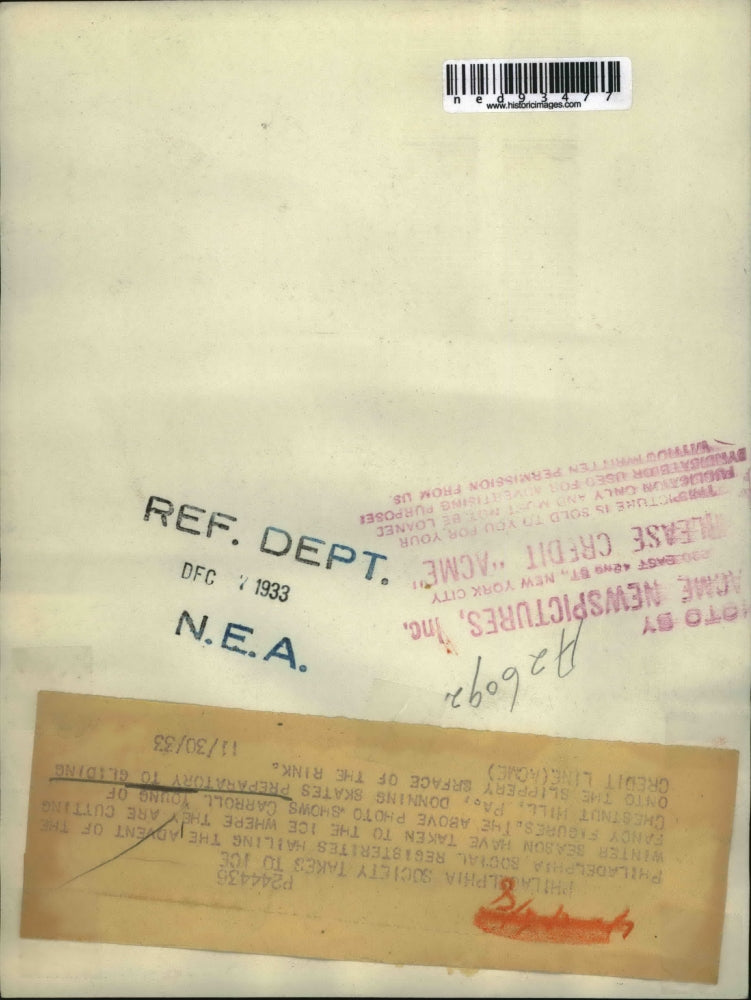 ned93477
www.historicimages.com
REF. DEPT.
DEC 7 1933
N.E.A.
PHOTO BY
ACME NEWSPICTURES, Inc.
220 EAST 42ND ST., NEW YORK CITY
PLEASE CREDIT "ACME"
THIS PICTURE IS SOLD TO YOU FOR YOUR
PUBLICATION ONLY AND MUST NOT BE LOANED
SYNDICATED OR USED FOR ADVERTISING PURPOSES
WITHOUT WRITTEN PERMISSION FROM US
A26092
P244436
PHILADELPHIA SOCIETY TAKES TO ICE
PHILADELPHIA SOCIAL REGISTERITES HAILING THE ADVENT OF THE
WINTER SEASON HAVE TAKEN TO THE ICE WHERE THEY ARE CUTTING
FANCY FIGURES. THE ABOVE PHOTO SHOWS CARROLL YOUNG OF
CHESTNUT HILL, PA., DONNING SKATES PREPARATORY TO GLIDING
ONTO THE SLIPPERY SRFACE OF THE RINK.
CREDIT LINE(ACME) 11/30/33